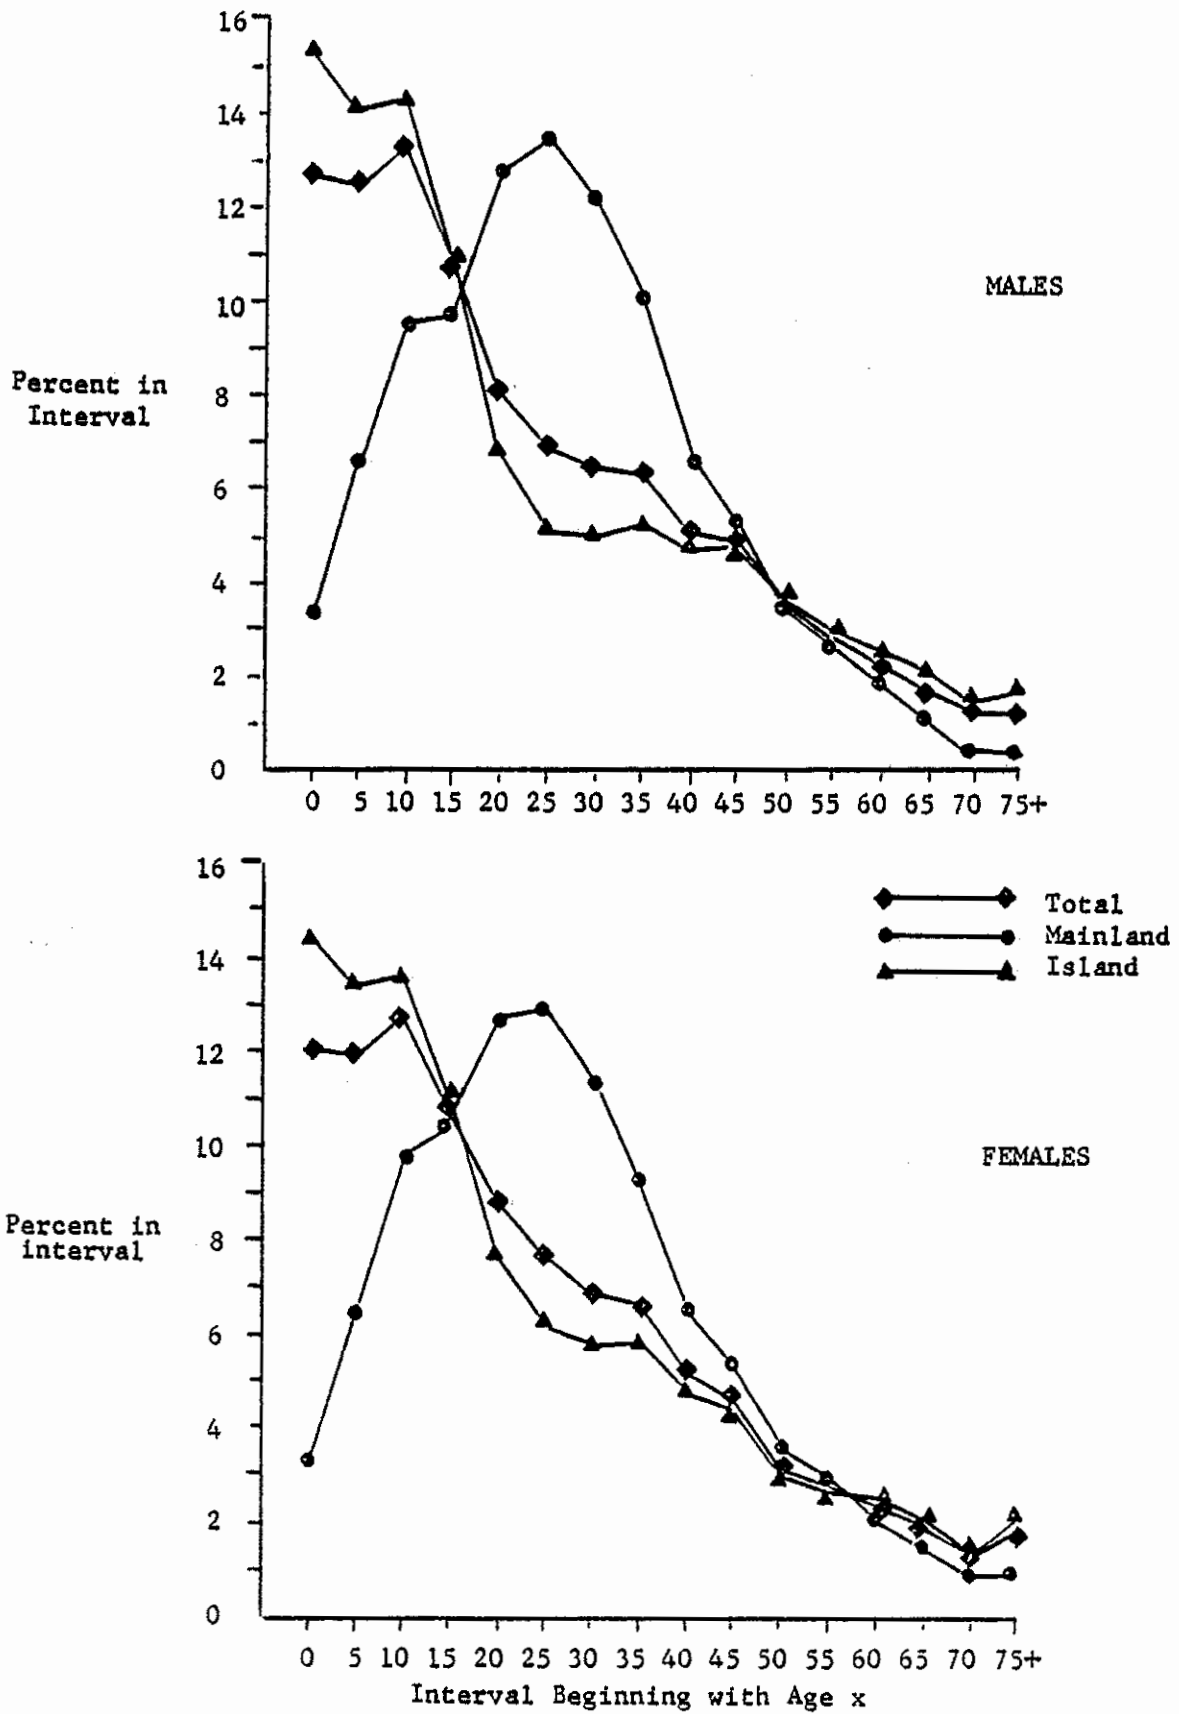 16
14
12
10
8
6
4
2
0
Percent in
Interval
MALES
0 5 10 15 20 25 30 35 40 45 50 55 60 65 70 75+
16
14
12
10
8
6
4
2
0
Total
Mainland
Island
FEMALES
Percent in
interval
0 5 10 15 20 25 30 35 40 45 50 55 60 65 70 75+
Interval Beginning with Age x